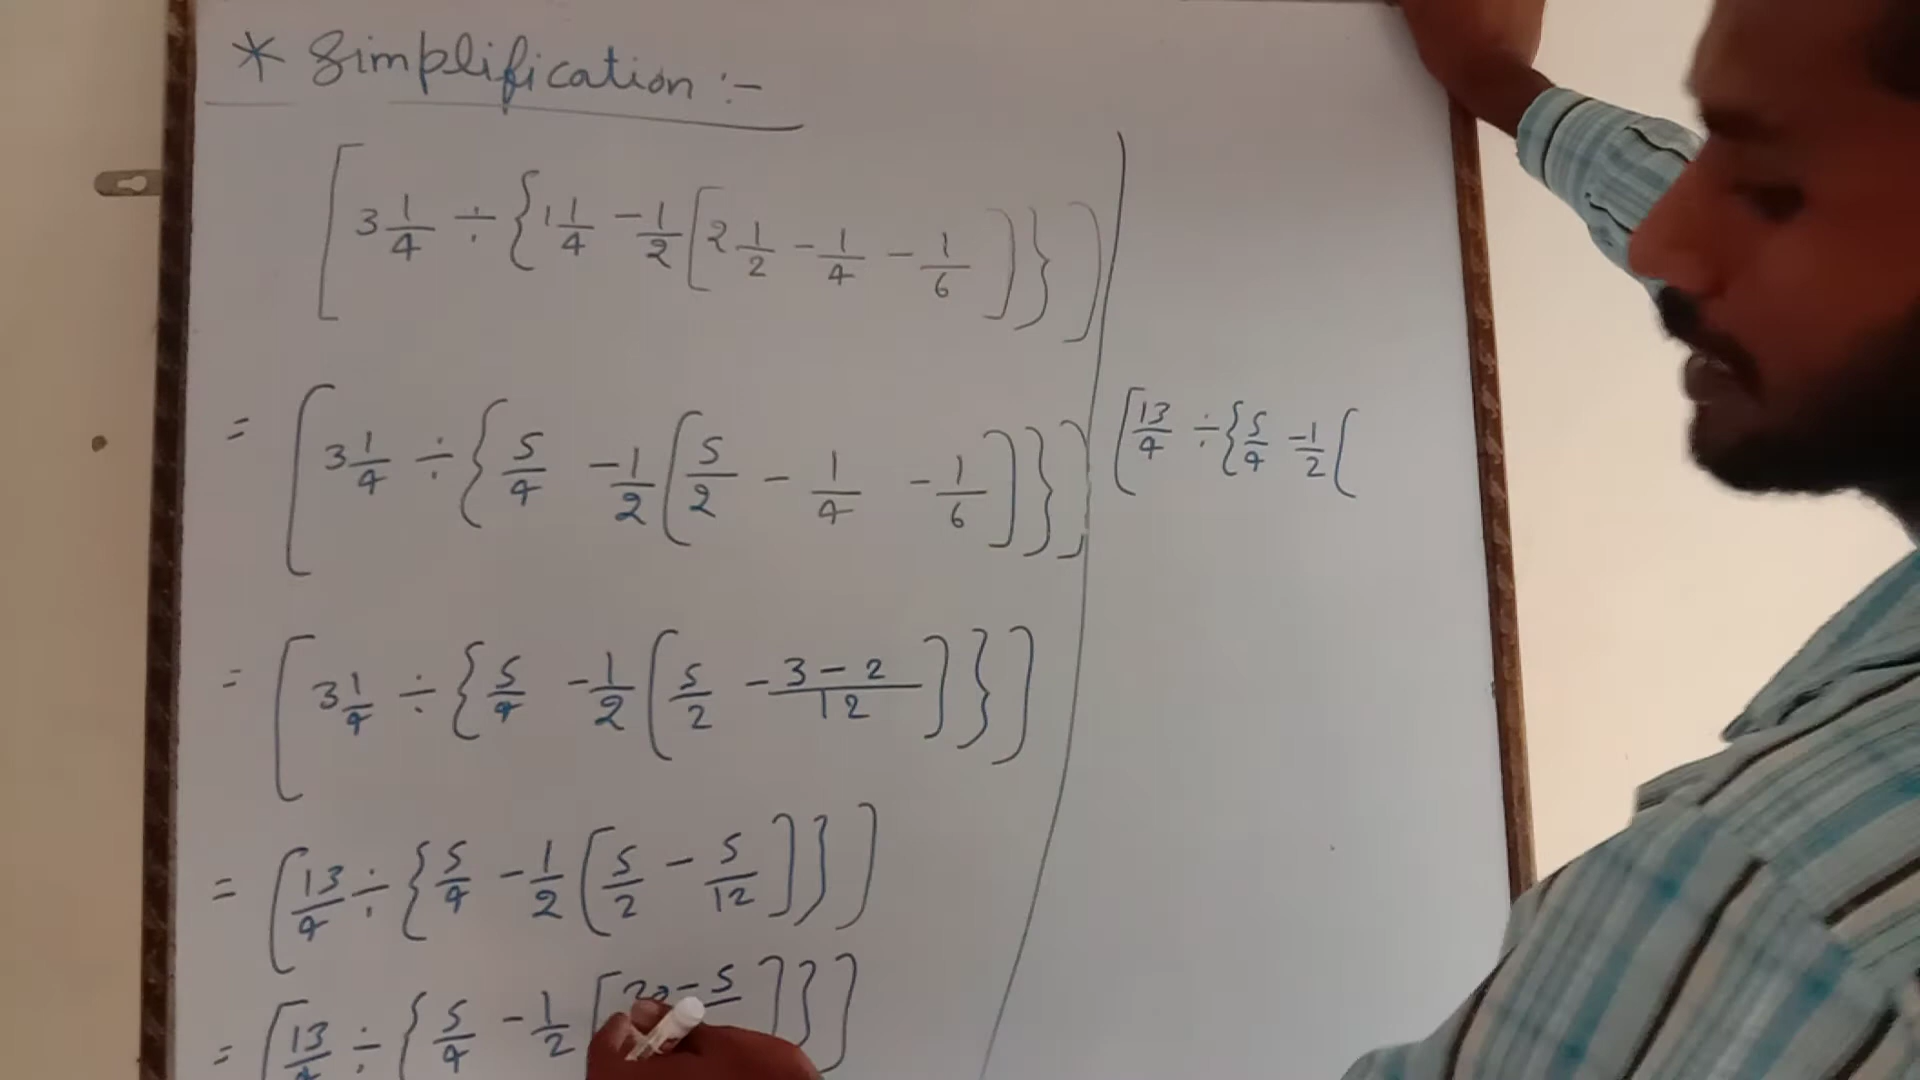 * Simplification :-
[3 1/4 ÷ {1 1/4 - 1/2 [2 1/2 - 1/4 - 1/6]}]
= [3 1/4 ÷ {5/4 - 1/2 [5/2 - 1/4 - 1/6]}]
= [3 1/4 ÷ {5/4 - 1/2 [5/2 - 3-2/12]}]
= [13/4 ÷ {5/4 - 1/2 [5/2 - 5/12]}]
= [13/4 ÷ {5/4 - 1/2 [30-5]}]
[13/4 ÷ {5/4 - 1/2 (